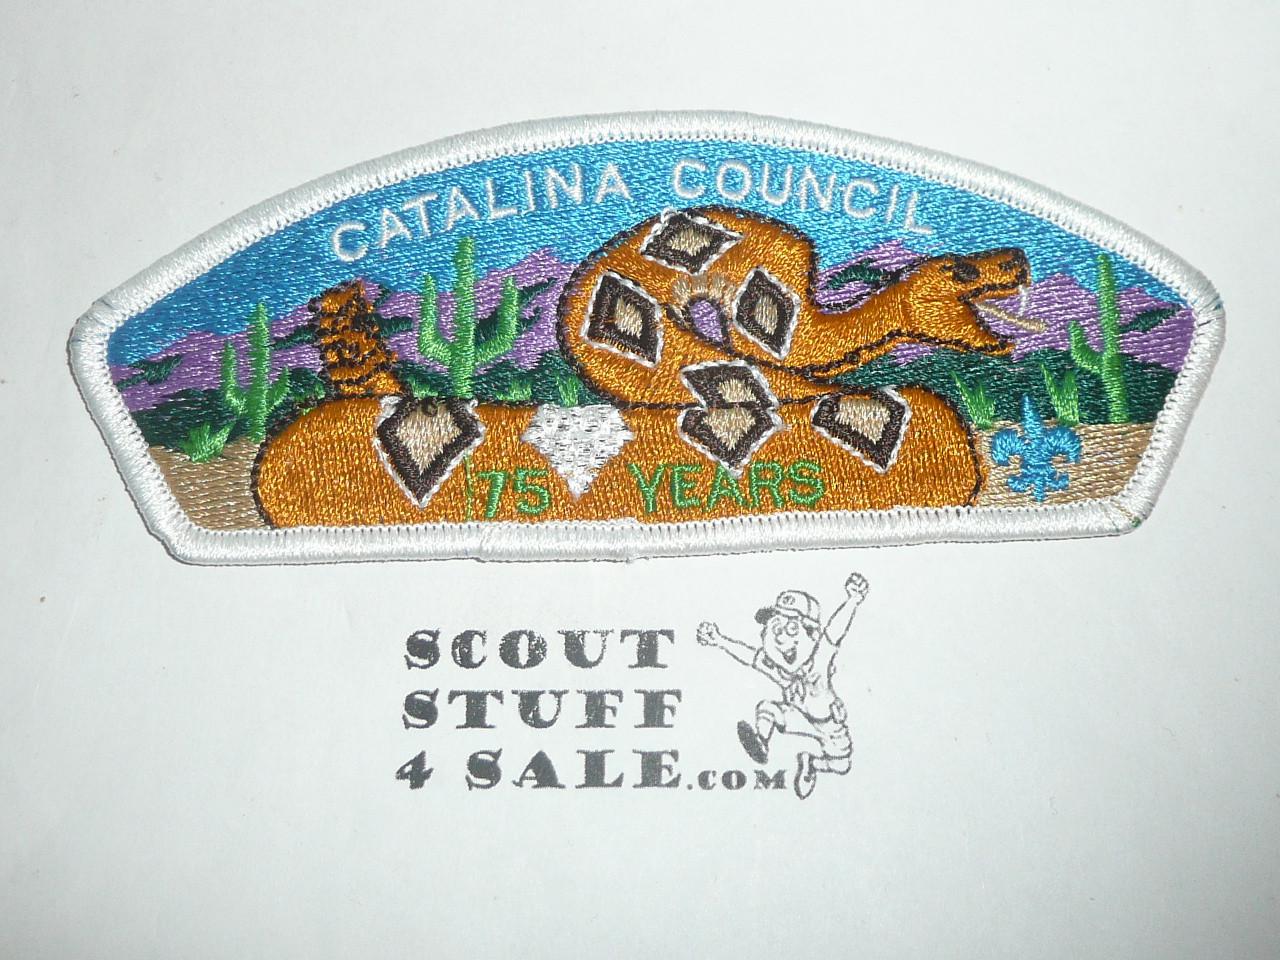 CATALINA COUNCIL
75 YEARS
SCOUT
STUFF
4 SALE.COM